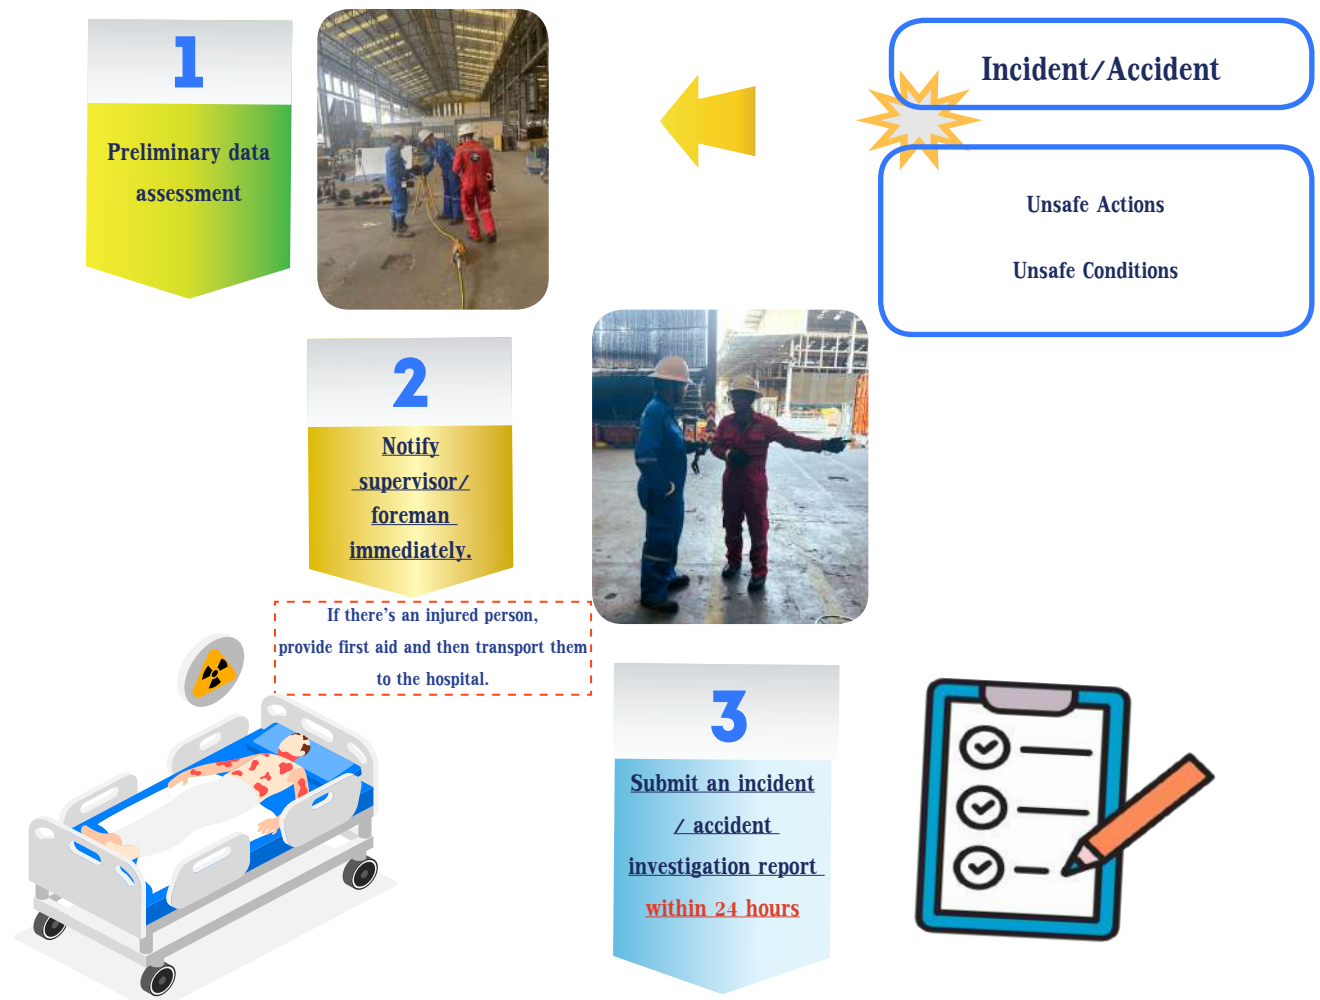 Incident/Accident
Unsafe Actions
Unsafe Conditions
1
Preliminary data
assessment
2
Notify
supervisor/
foreman
immediately.
If there's an injured person,
provide first aid and then transport them
to the hospital.
3
Submit an incident
/ accident
investigation report
within 24 hours